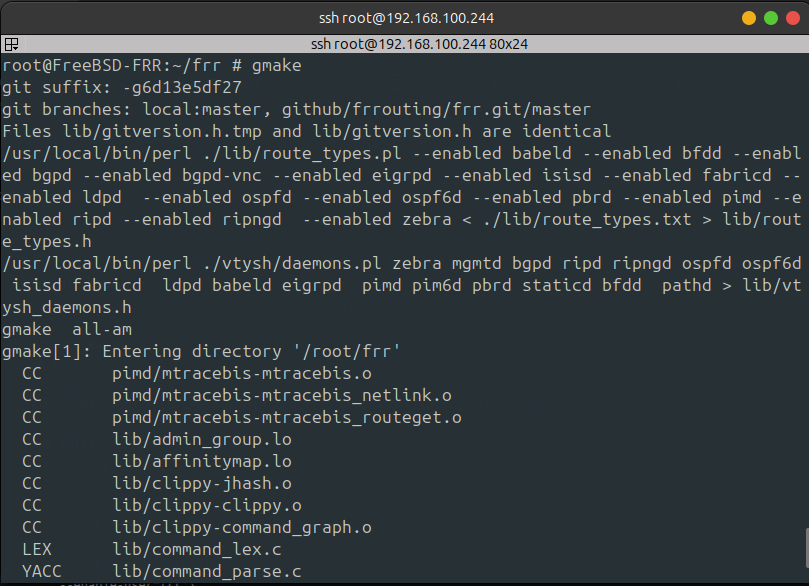 ssh root@192.168.100.244
ssh root@192.168.100.244 80x24
root@FreeBSD-FRR:~/frr # gmake
git suffix: -g6d13e5df27
git branches: local:master, github/frrouting/frr.git/master
Files lib/gitversion.h.tmp and lib/gitversion.h are identical
/usr/local/bin/perl ./lib/route_types.pl --enabled babeld --enabled bfdd --enabl
ed bgpd --enabled bgpd-vnc --enabled eigrpd --enabled isisd --enabled fabricd --
enabled ldpd  --enabled ospfd --enabled ospf6d --enabled pbrd --enabled pimd --e
nabled ripd --enabled ripngd  --enabled zebra < ./lib/route_types.txt > lib/rout
e_types.h
/usr/local/bin/perl ./vtysh/daemons.pl zebra mgmtd bgpd ripd ripngd ospfd ospf6d
 isisd fabricd  ldpd babeld eigrpd  pimd pim6d pbrd staticd bfdd  pathd > lib/vt
ysh_daemons.h
gmake  all-am
gmake[1]: Entering directory '/root/frr'
  CC       pimd/mtracebis-mtracebis.o
  CC       pimd/mtracebis-mtracebis_netlink.o
  CC       pimd/mtracebis-mtracebis_routeget.o
  CC       lib/admin_group.lo
  CC       lib/affinitymap.lo
  CC       lib/clippy-jhash.o
  CC       lib/clippy-clippy.o
  CC       lib/clippy-command_graph.o
  LEX      lib/command_lex.c
  YACC     lib/command_parse.c